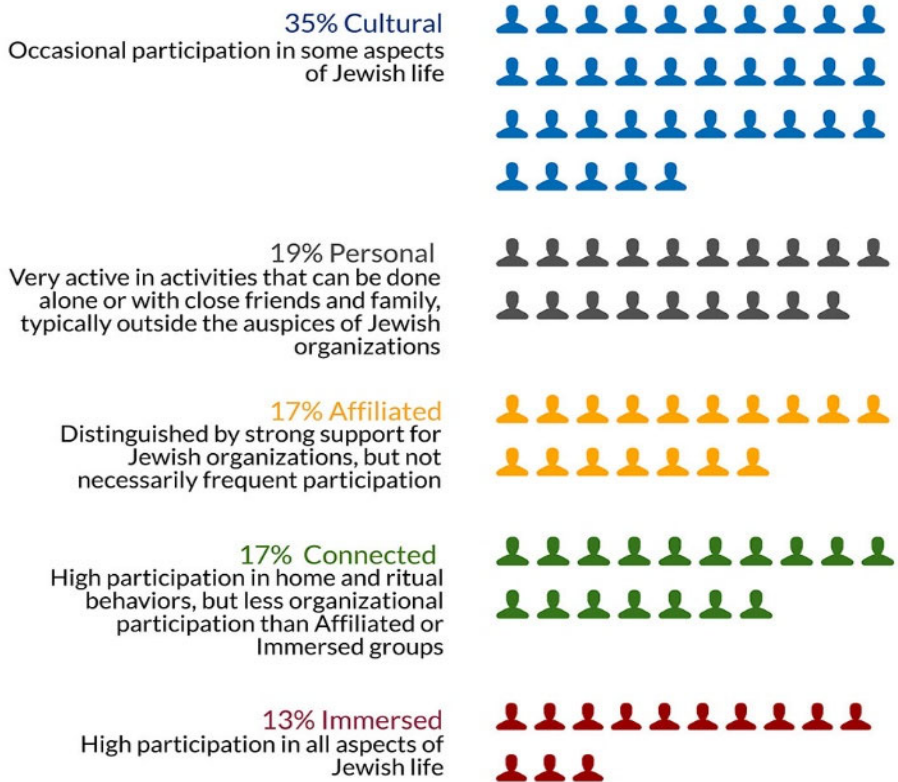 35% Cultural
Occasional participation in some aspects
of Jewish life
19% Personal
Very active in activities that can be done
alone or with close friends and family,
typically outside the auspices of Jewish
organizations
17% Affiliated
Distinguished by strong support for
Jewish organizations, but not
necessarily frequent participation
17% Connected
High participation in home and ritual
behaviors, but less organizational
participation than Affiliated or
Immersed groups
13% Immersed
High participation in all aspects of
Jewish life